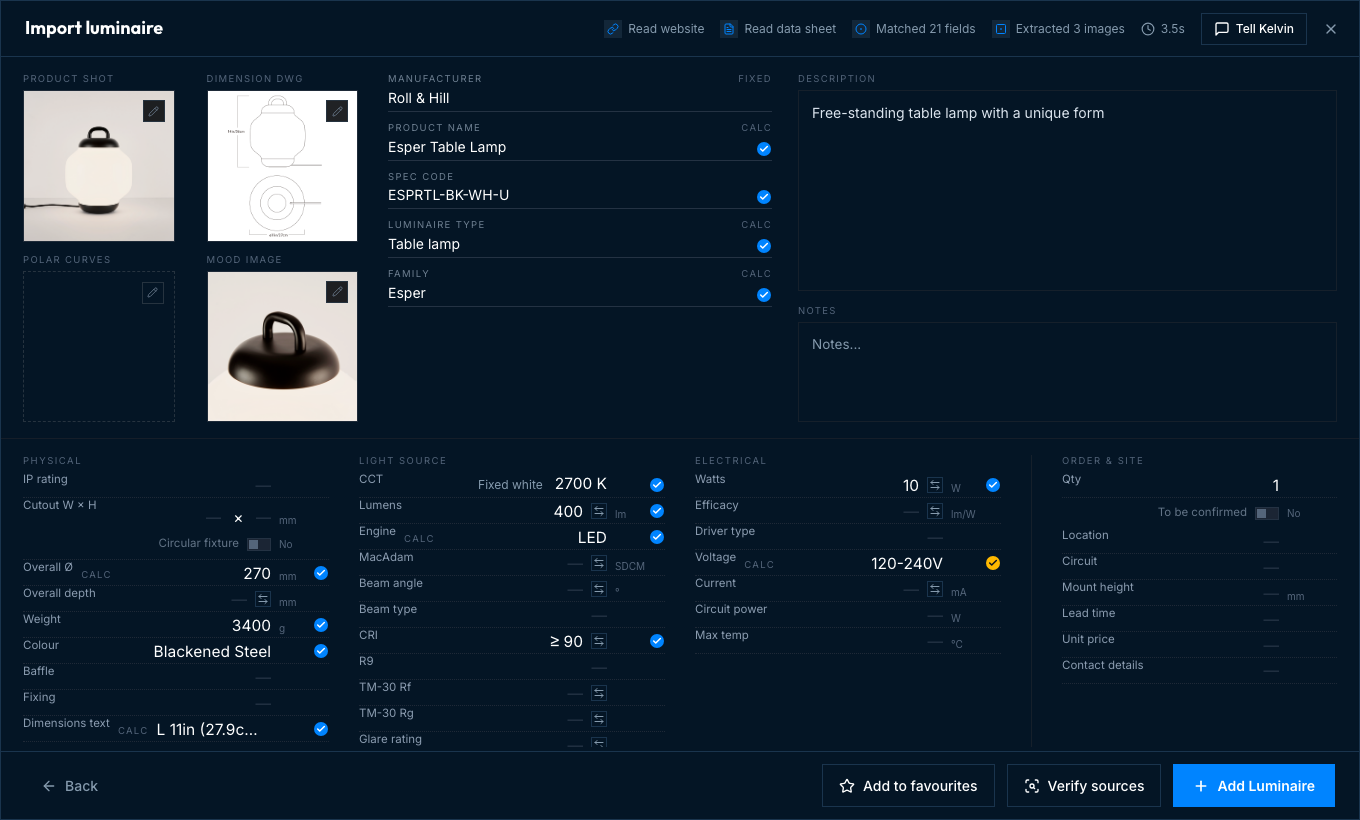 Import luminaire
Read website
Read data sheet
Matched 21 fields
Extracted 3 images
3.5s
Tell Kelvin
PRODUCT SHOT
DIMENSION DWG
POLAR CURVES
MOOD IMAGE
MANUFACTURER FIXED
Roll & Hill
PRODUCT NAME CALC
Esper Table Lamp
SPEC CODE CALC
ESPRTL-BK-WH-U
LUMINAIRE TYPE CALC
Table lamp
FAMILY CALC
Esper
DESCRIPTION
Free-standing table lamp with a unique form
NOTES
Notes...
PHYSICAL
IP rating —
Cutout W × H
— × — mm
Circular fixture No
Overall Ø CALC 270 mm
Overall depth — mm
Weight 3400 g
Colour Blackened Steel
Baffle —
Fixing —
Dimensions text CALC L 11in (27.9c...
LIGHT SOURCE
CCT Fixed white 2700 K
Lumens 400 lm
Engine CALC LED
MacAdam — SDCM
Beam angle — °
Beam type —
CRI ≥ 90
R9 —
TM-30 Rf —
TM-30 Rg —
Glare rating —
ELECTRICAL
Watts 10 W
Efficacy — lm/W
Driver type —
Voltage CALC 120-240V
Current — mA
Circuit power — W
Max temp — °C
ORDER & SITE
Qty 1
To be confirmed No
Location —
Circuit —
Mount height — mm
Lead time —
Unit price —
Contact details —
Back
Add to favourites
Verify sources
Add Luminaire